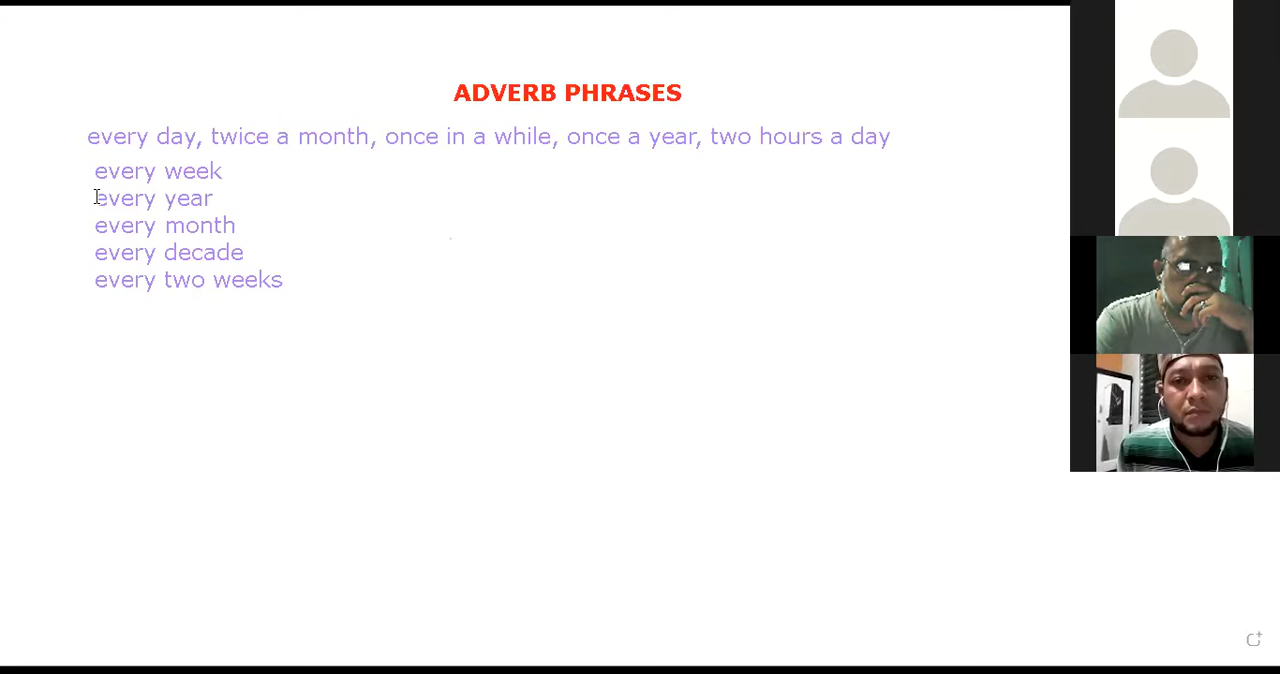 ADVERB PHRASES
every day, twice a month, once in a while, once a year, two hours a day
every week
every year
every month
every decade
every two weeks